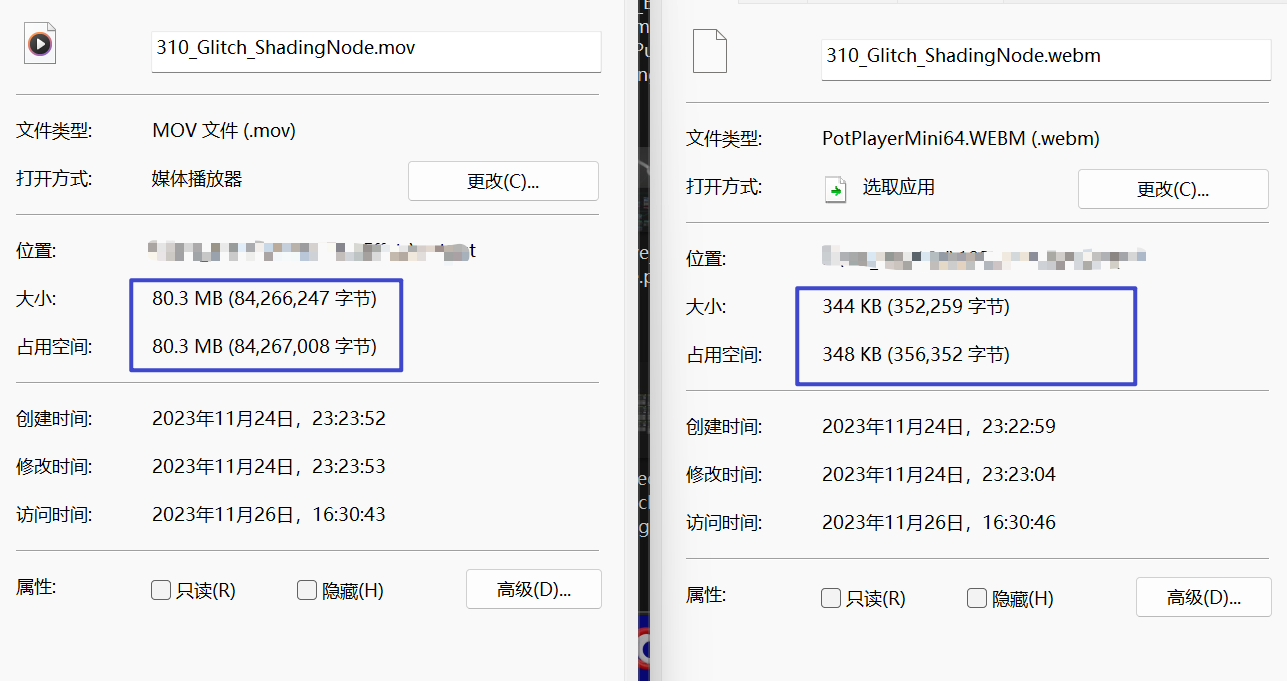 310_Glitch_ShadingNode.mov
文件类型: MOV 文件 (.mov)
打开方式: 媒体播放器 更改(C)...
位置:
大小: 80.3 MB (84,266,247 字节)
占用空间: 80.3 MB (84,267,008 字节)
创建时间: 2023年11月24日，23:23:52
修改时间: 2023年11月24日，23:23:53
访问时间: 2023年11月26日，16:30:43
属性: 只读(R) 隐藏(H) 高级(D)...
310_Glitch_ShadingNode.webm
文件类型: PotPlayerMini64.WEBM (.webm)
打开方式: 选取应用 更改(C)...
位置:
大小: 344 KB (352,259 字节)
占用空间: 348 KB (356,352 字节)
创建时间: 2023年11月24日，23:22:59
修改时间: 2023年11月24日，23:23:04
访问时间: 2023年11月26日，16:30:46
属性: 只读(R) 隐藏(H) 高级(D)...